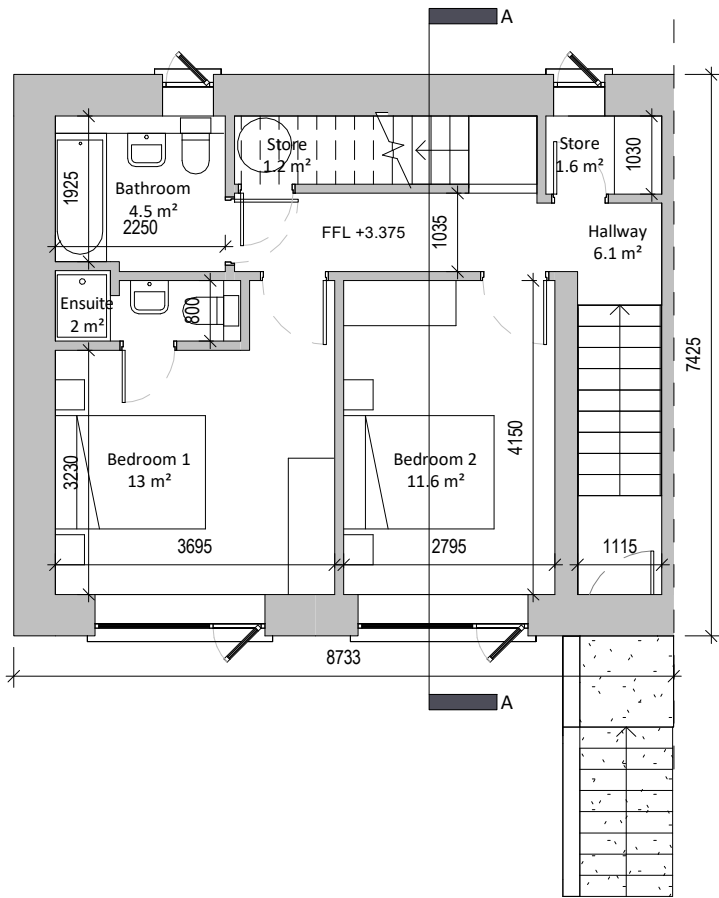 A
Store
1.2 m²
Store
1.6 m²
1030
1925
Bathroom
4.5 m²
2250
FFL +3.375
1035
Hallway
6.1 m²
Ensuite
2 m²
800
7425
Bedroom 1
13 m²
3230
Bedroom 2
11.6 m²
4150
3695
2795
1115
8733
A